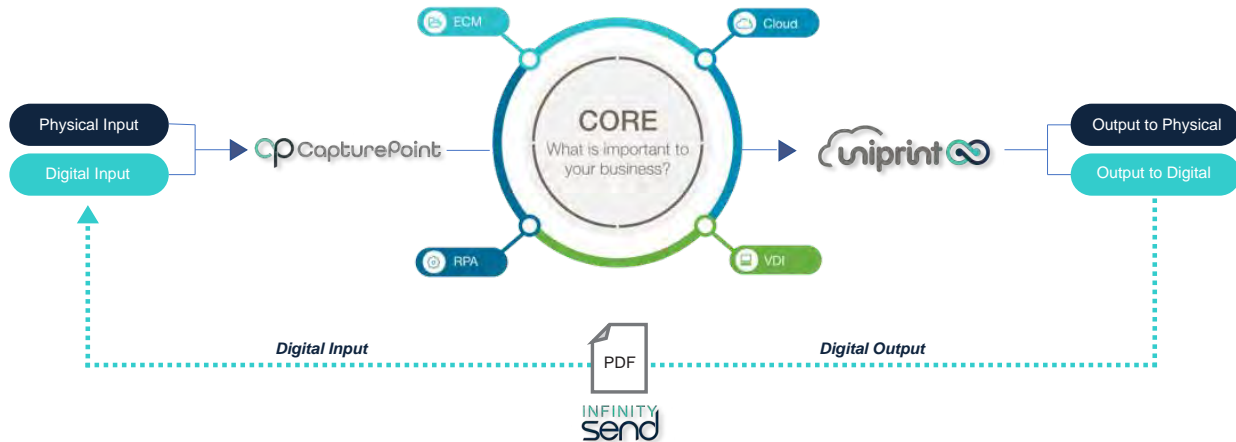 ECM
Cloud
Physical Input
Digital Input
cp CapturePoint
CORE
What is important to
your business?
uniprint
Output to Physical
Output to Digital
RPA
VDI
Digital Input
PDF
Digital Output
INFINITY
send